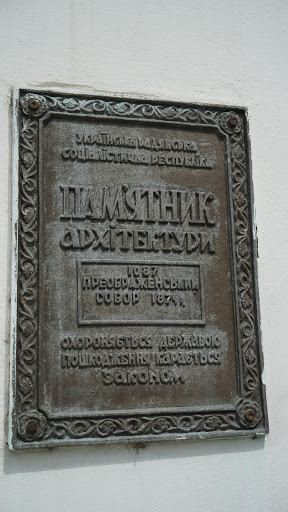 УКРАЇНСЬКА РАДЯНСЬКА
СОЦІАЛІСТИЧНА РЕСПУБЛІКА
ПАМ'ЯТНИК
АРХІТЕКТУРИ
1087
ПРЕОБРАЖЕНСЬКИЙ
СОБОР 1874 р.
ОХОРОНЯЄТЬСЯ ДЕРЖАВОЮ
ПОШКОДЖЕННЯ КАРАЄТЬСЯ
ЗАКОНОМ